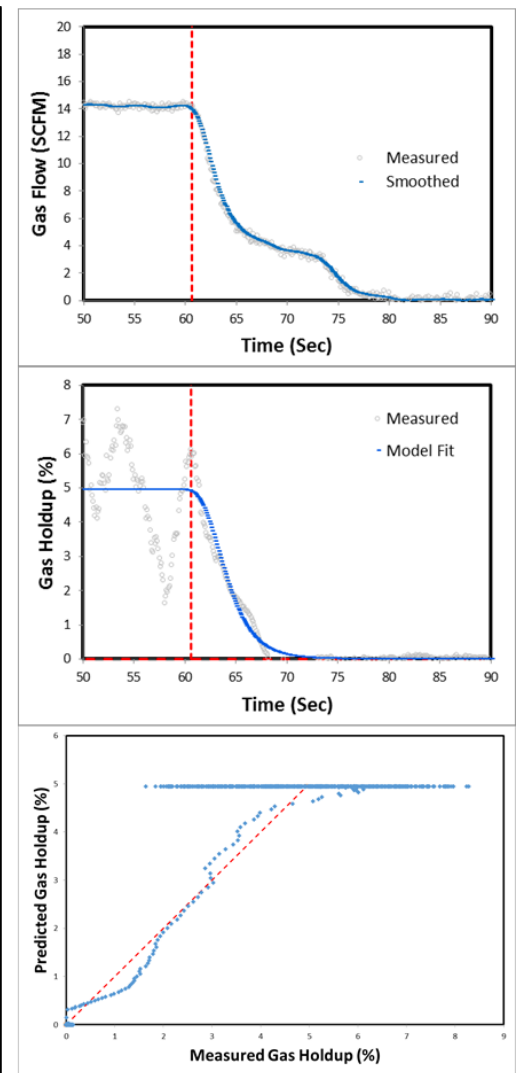 Gas Flow (SCFM)
20
18
16
14
12
10
8
6
4
2
0
Measured
Smoothed
50 55 60 65 70 75 80 85 90
Time (Sec)
Gas Holdup (%)
8
7
6
5
4
3
2
1
0
Measured
Model Fit
50 55 60 65 70 75 80 85 90
Time (Sec)
Predicted Gas Holdup (%)
6
5
4
3
2
1
0
0 1 2 3 4 5 6 7 8 9
Measured Gas Holdup (%)